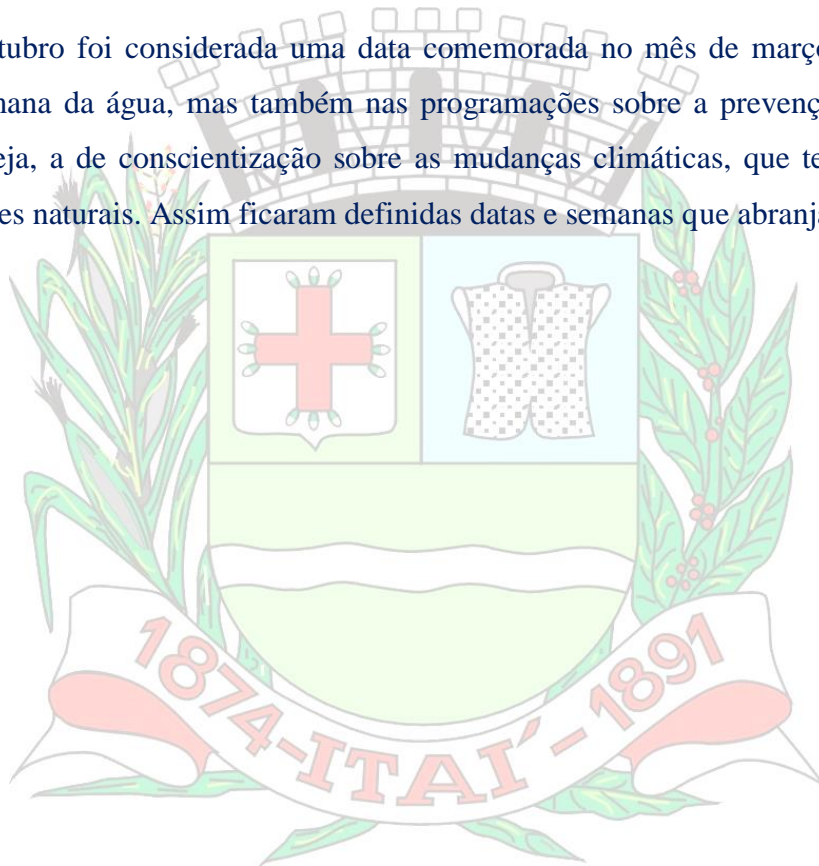 tubro foi considerada uma data comemorada no mês de març
ana da água, mas também nas programações sobre a prevenç
eja, a de conscientização sobre as mudanças climáticas, que te
es naturais. Assim ficaram definidas datas e semanas que abranja
1874-ITAÍ-1891